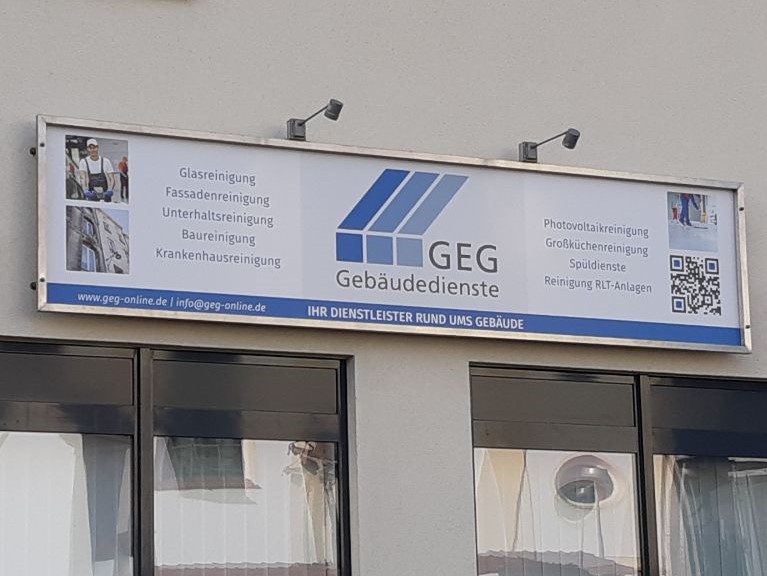 Glasreinigung
Fassadenreinigung
Unterhaltsreinigung
Baureinigung
Krankenhausreinigung
www.geg-online.de | info@geg-online.de
GEG
Gebäudedienste
IHR DIENSTLEISTER RUND UMS GEBÄUDE
Photovoltaikreinigung
Großküchenreinigung
Spüldienste
Reinigung RLT-Anlagen